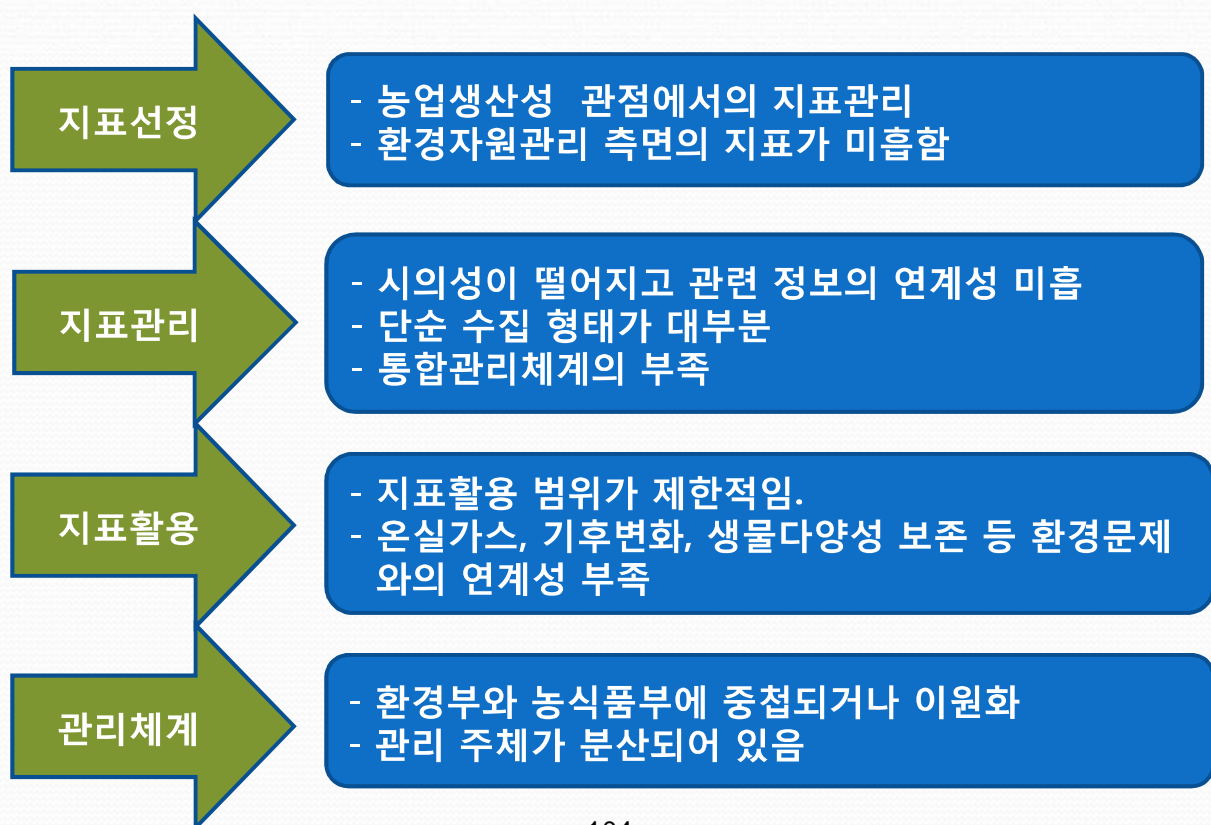 지표선정
- 농업생산성  관점에서의 지표관리
- 환경자원관리 측면의 지표가 미흡함
지표관리
- 시의성이 떨어지고 관련 정보의 연계성 미흡
- 단순 수집 형태가 대부분
- 통합관리체계의 부족
지표활용
- 지표활용 범위가 제한적임.
- 온실가스, 기후변화, 생물다양성 보존 등 환경문제
와의 연계성 부족
관리체계
- 환경부와 농식품부에 중첩되거나 이원화
- 관리 주체가 분산되어 있음